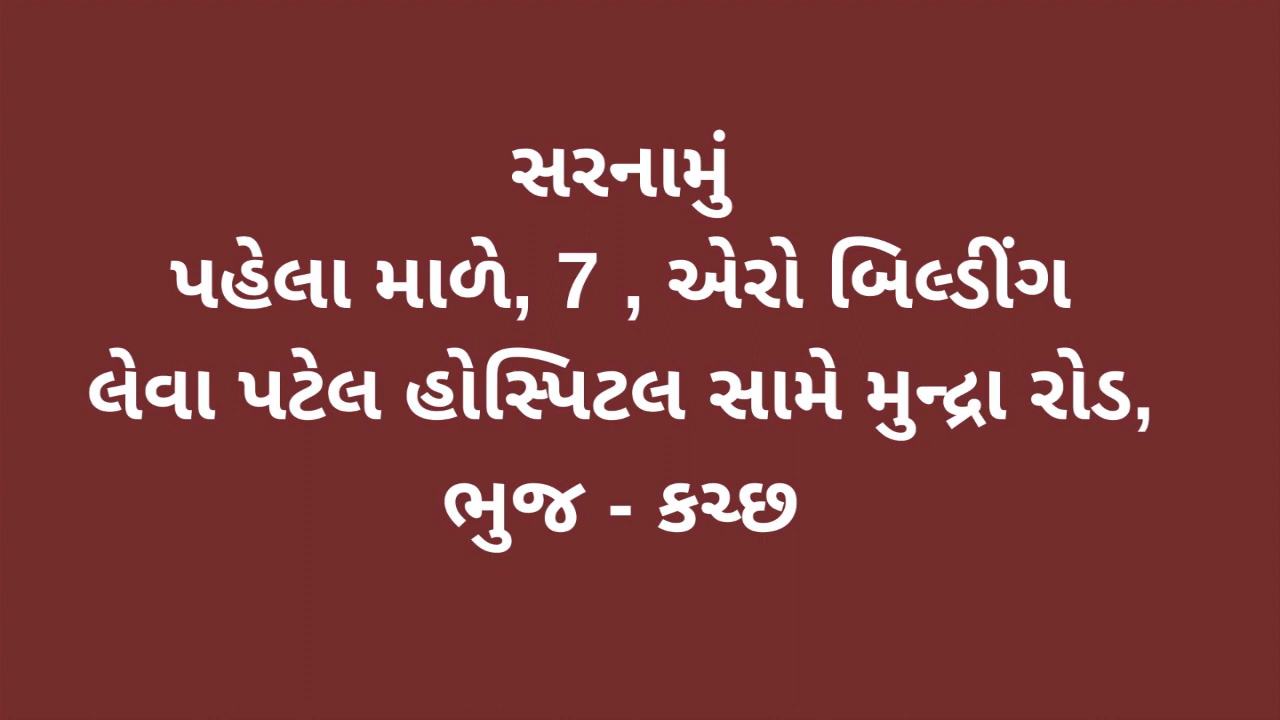 સરનામું
પહેલા માળે, 7 , એરો બિલ્ડીંગ
લેવા પટેલ હોસ્પિટલ સામે મુન્દ્રા રોડ,
ભુજ - કચ્છ